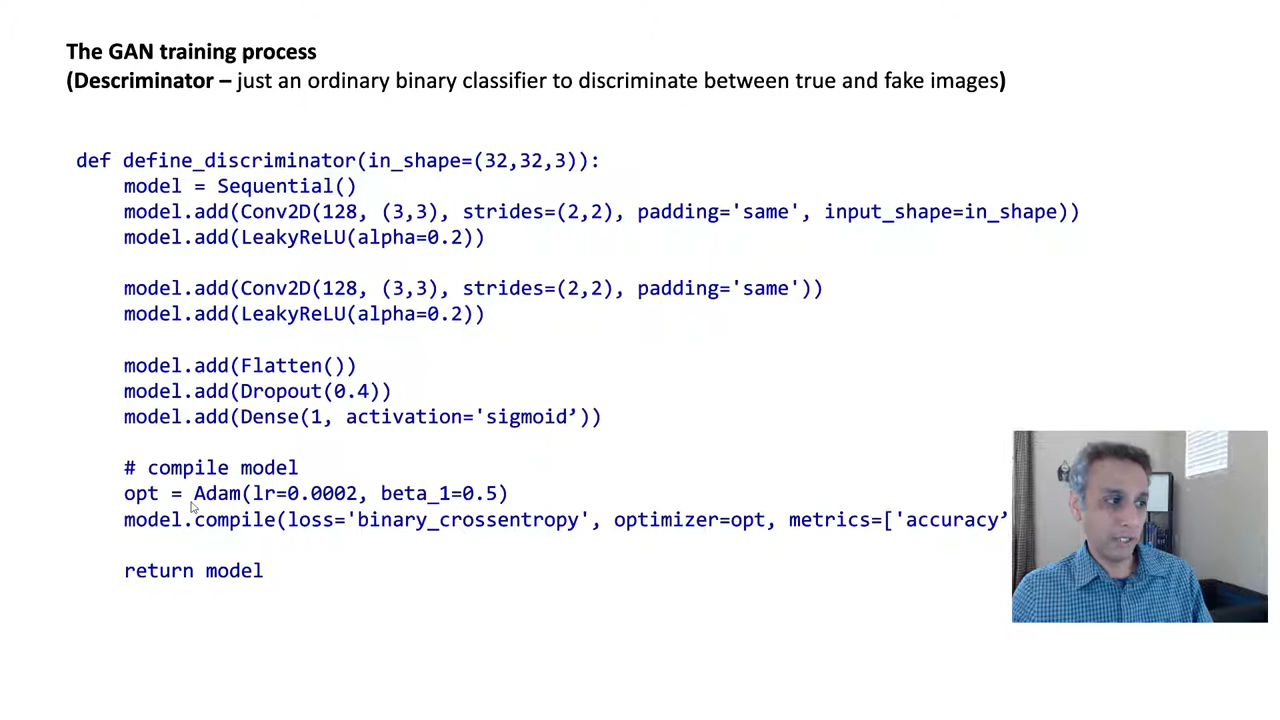 The GAN training process
(Descriminator – just an ordinary binary classifier to discriminate between true and fake images)
def define_discriminator(in_shape=(32,32,3)):
    model = Sequential()
    model.add(Conv2D(128, (3,3), strides=(2,2), padding='same', input_shape=in_shape))
    model.add(LeakyReLU(alpha=0.2))
    model.add(Conv2D(128, (3,3), strides=(2,2), padding='same'))
    model.add(LeakyReLU(alpha=0.2))
    model.add(Flatten())
    model.add(Dropout(0.4))
    model.add(Dense(1, activation='sigmoid’))
    # compile model
    opt = Adam(lr=0.0002, beta_1=0.5)
    model.compile(loss='binary_crossentropy', optimizer=opt, metrics=['accuracy’
    return model